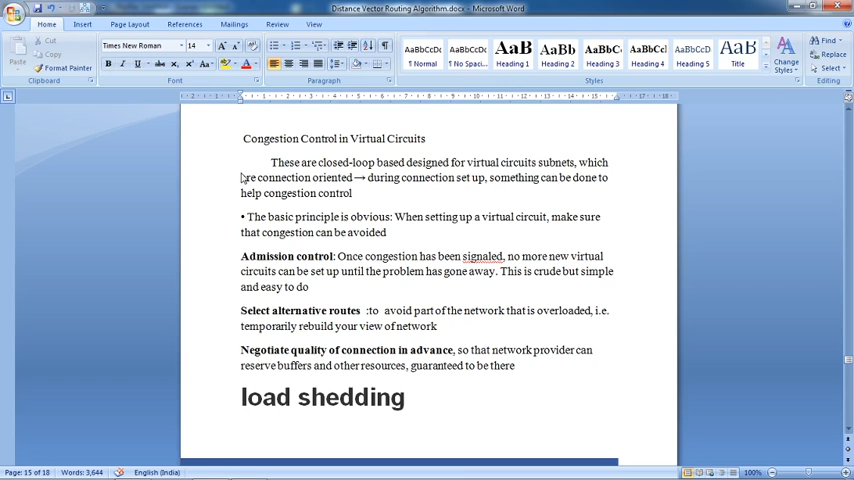 Distance Vector Routing Algorithm.docx - Microsoft Word
Home Insert Page Layout References Mailings Review View
Paste
Cut
Copy
Format Painter
Clipboard
Times New Roman 14
Font
Paragraph
AaBbCcDc AaBbCcDc AaBbC AaBb( AaBbCc AaBbCc( AaBbCcD AaB
¶ Normal ¶ No Spaci... Heading 1 Heading 2 Heading 3 Heading 4 Heading 5 Title
Change Styles
Styles
Find
Replace
Select
Editing
Congestion Control in Virtual Circuits
These are closed-loop based designed for virtual circuits subnets, which
are connection oriented → during connection set up, something can be done to
help congestion control
• The basic principle is obvious: When setting up a virtual circuit, make sure
that congestion can be avoided
Admission control: Once congestion has been signaled, no more new virtual
circuits can be set up until the problem has gone away. This is crude but simple
and easy to do
Select alternative routes :to avoid part of the network that is overloaded, i.e.
temporarily rebuild your view of network
Negotiate quality of connection in advance, so that network provider can
reserve buffers and other resources, guaranteed to be there
load shedding
Page: 15 of 18 Words: 3,644 English (India) 100%